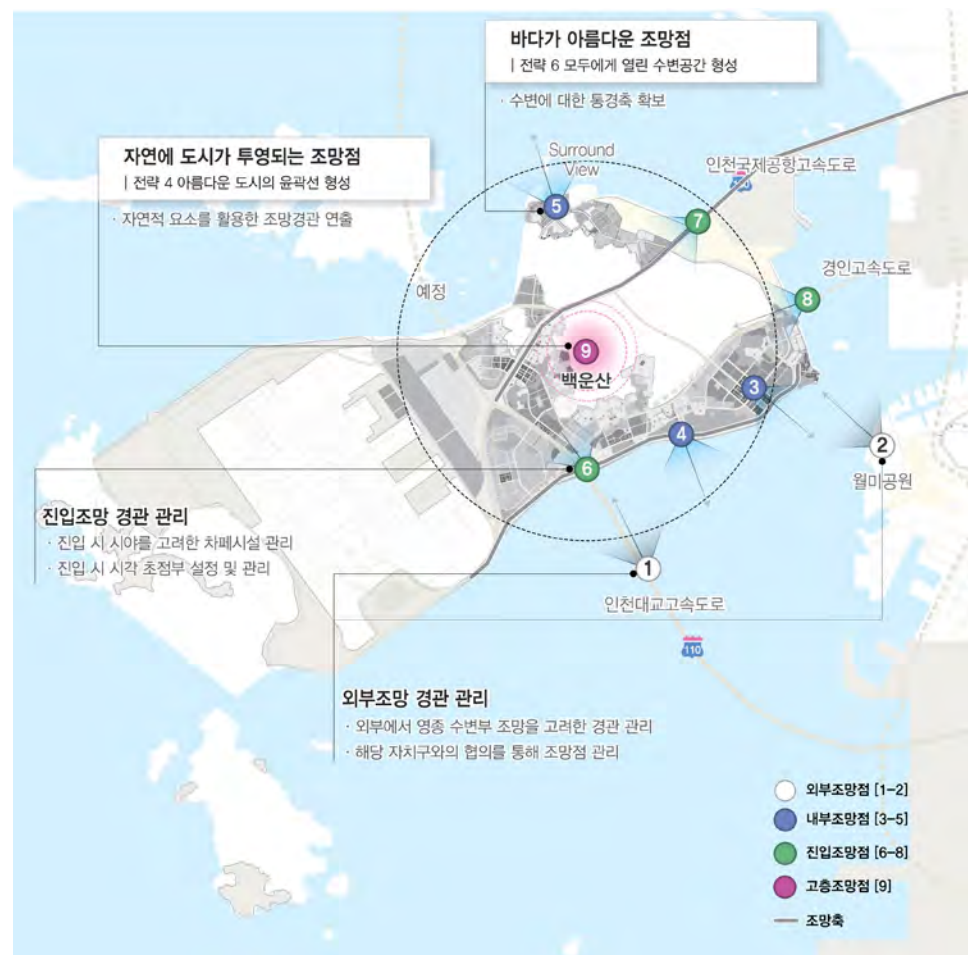 바다가 아름다운 조망점
| 전략 6 모두에게 열린 수변공간 형성
· 수변에 대한 통경축 확보
자연에 도시가 투영되는 조망점
| 전략 4 아름다운 도시의 윤곽선 형성
· 자연적 요소를 활용한 조망경관 연출
Surround
View
인천국제공항고속도로
5
7
경인고속도로
예정
8
9
백운산
3
4
2
월미공원
6
진입조망 경관 관리
· 진입 시 시야를 고려한 차폐시설 관리
· 진입 시 시각 초점부 설정 및 관리
1
인천대교고속도로
110
외부조망 경관 관리
· 외부에서 영종 수변부 조망을 고려한 경관 관리
· 해당 자치구와의 협의를 통해 조망점 관리
외부조망점 [1-2]
내부조망점 [3-5]
진입조망점 [6-8]
고층조망점 [9]
조망축